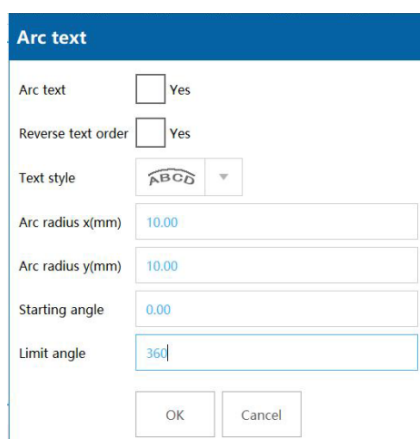 Arc text
Arc text Yes
Reverse text order Yes
Text style ABCD
Arc radius x(mm) 10.00
Arc radius y(mm) 10.00
Starting angle 0.00
Limit angle 360
OK Cancel